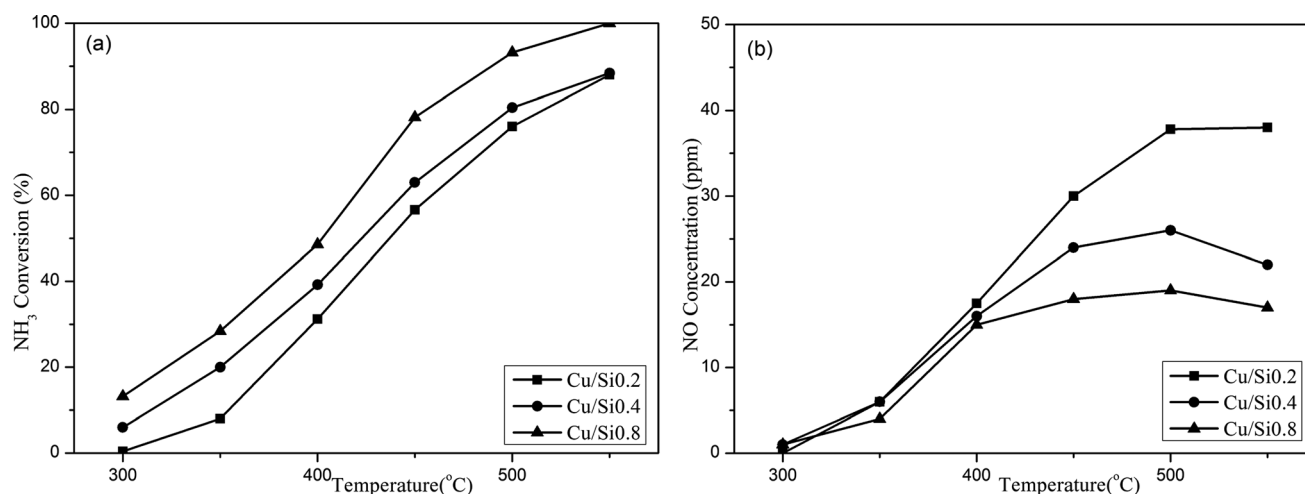 (a)
NH₃ Conversion (%)
100
80
60
40
20
0
300
400
500
Temperature(°C)
Cu/Si0.2
Cu/Si0.4
Cu/Si0.8
(b)
NO Concentration (ppm)
50
40
30
20
10
0
300
400
500
Temperature(°C)
Cu/Si0.2
Cu/Si0.4
Cu/Si0.8